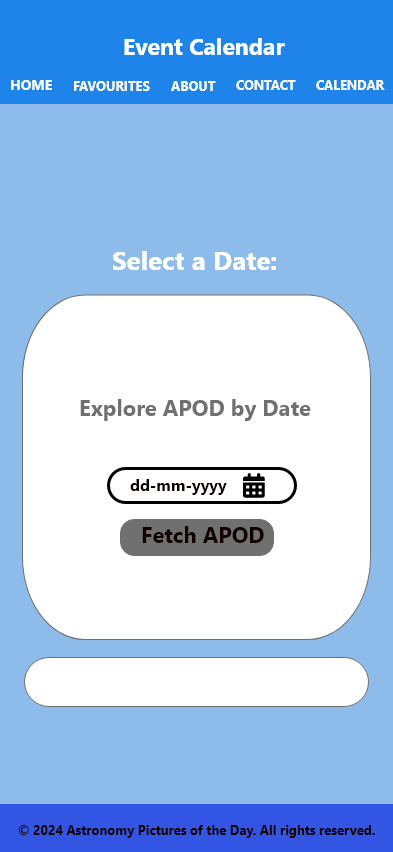 Event Calendar
HOME FAVOURITES ABOUT CONTACT CALENDAR
Select a Date:
Explore APOD by Date
dd-mm-yyyy
Fetch APOD
© 2024 Astronomy Pictures of the Day. All rights reserved.